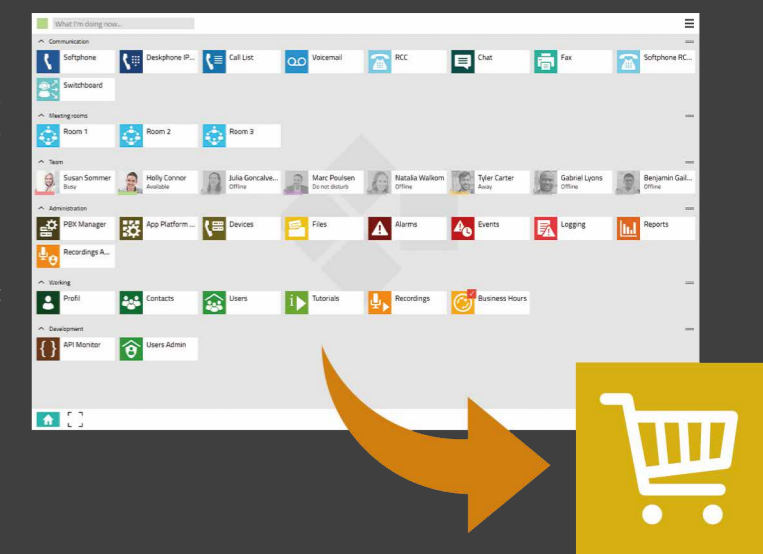 What I'm doing now...
Communication
Softphone
Deskphone IP...
Call List
Voicemail
RCC
Chat
Fax
Softphone RC...
Switchboard
Meeting rooms
Room 1
Room 2
Room 3
Team
Susan Sommer
Busy
Holly Connor
Available
Julia Goncalve...
Offline
Marc Poulsen
Do not disturb
Natalia Walkom
Offline
Tyler Carter
Away
Gabriel Lyons
Offline
Benjamin Gail...
Offline
Administration
PBX Manager
App Platform ...
Devices
Files
Alarms
Events
Logging
Reports
Recordings A...
Working
Profil
Contacts
Users
Tutorials
Recordings
Business Hours
Development
API Monitor
Users Admin